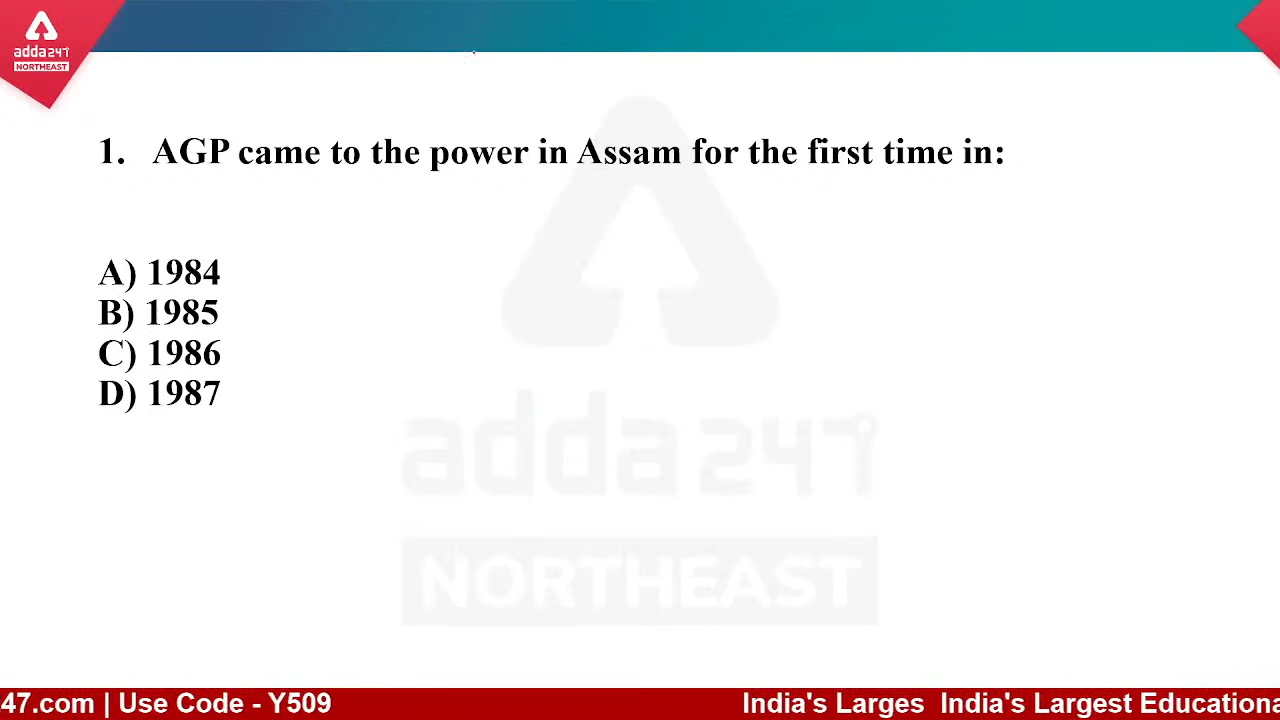 adda247
NORTHEAST
1. AGP came to the power in Assam for the first time in:
A) 1984
B) 1985
C) 1986
D) 1987
adda247
NORTHEAST
47.com | Use Code - Y509
India's Larges India's Largest Educationa